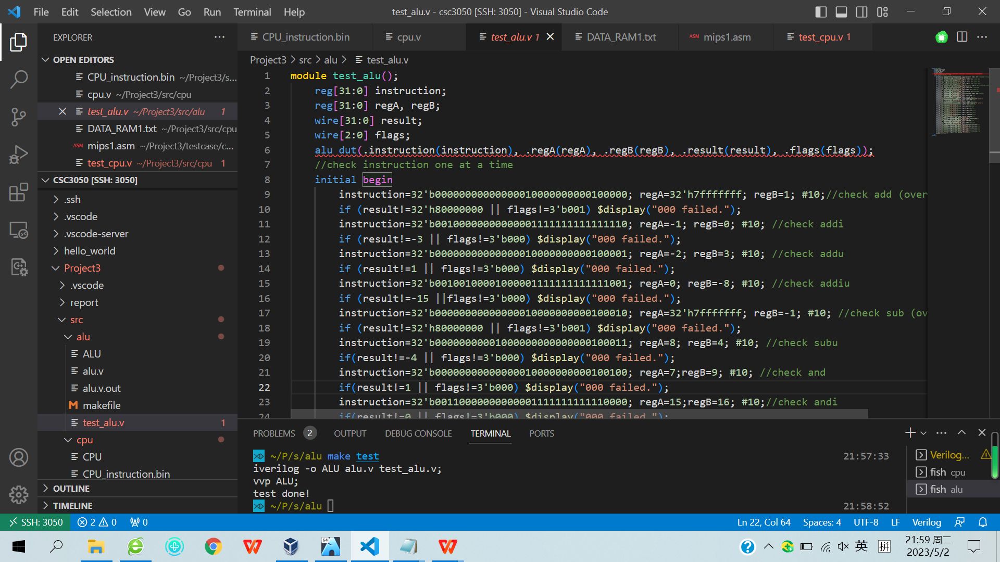 File Edit Selection View Go Run Terminal Help
test_alu.v - csc3050 [SSH: 3050] - Visual Studio Code
EXPLORER
OPEN EDITORS
CPU_instruction.bin ~/Project3/s...
cpu.v ~/Project3/src/cpu
test_alu.v ~/Project3/src/alu 1
DATA_RAM1.txt ~/Project3/src/cpu
ASM mips1.asm ~/Project3/testcase/c...
test_cpu.v ~/Project3/src/cpu 1
CSC3050 [SSH: 3050]
.ssh
.vscode
.vscode-server
hello_world
Project3
.vscode
report
src
alu
ALU
alu.v
alu.v.out
makefile
test_alu.v 1
cpu
CPU
CPU_instruction.bin
OUTLINE
TIMELINE
CPU_instruction.bin cpu.v test_alu.v 1 DATA_RAM1.txt ASM mips1.asm test_cpu.v 1
Project3 > src > alu > test_alu.v
1 module test_alu();
2 reg[31:0] instruction;
3 reg[31:0] regA, regB;
4 wire[31:0] result;
5 wire[2:0] flags;
6 alu dut(.instruction(instruction), .regA(regA), .regB(regB), .result(result), .flags(flags));
7 //check instruction one at a time
8 initial begin
9 instruction=32'b00000000000000010000000000100000; regA=32'h7fffffff; regB=1; #10;//check add (over
10 if (result!=32'h80000000 || flags!=3'b001) $display("000 failed.");
11 instruction=32'b00100000000000001111111111111110; regA=-1; regB=0; #10; //check addi
12 if (result!=-3 || flags!=3'b000) $display("000 failed.");
13 instruction=32'b00000000000000010000000000100001; regA=-2; regB=3; #10; //check addu
14 if (result!=1 || flags!=3'b000) $display("000 failed.");
15 instruction=32'b00100100001000001111111111111001; regA=0; regB=-8; #10; //check addiu
16 if (result!=-15 ||flags!=3'b000) $display("000 failed.");
17 instruction=32'b00000000000000010000000000100010; regA=32'h7fffffff; regB=-1; #10; //check sub (ov
18 if (result!=32'h80000000 || flags!=3'b001) $display("000 failed.");
19 instruction=32'b00000000001000000000000000100011; regA=8; regB=4; #10; //check subu
20 if(result!=-4 || flags!=3'b000) $display("000 failed.");
21 instruction=32'b00000000000000010000000000100100; regA=7;regB=9; #10; //check and
22 if(result!=1 || flags!=3'b000) $display("000 failed.");
23 instruction=32'b00110000000000001111111111110000; regA=15;regB=16; #10;//check andi
24 if(result!=0 || flags!=3'b000) $display("000 failed.");
PROBLEMS 2 OUTPUT DEBUG CONSOLE TERMINAL PORTS
~/P/s/alu make test 21:57:33
iverilog -o ALU alu.v test_alu.v;
vvp ALU;
test done!
~/P/s/alu 21:58:52
Verilog...
fish cpu
fish alu
SSH: 3050 2 0 0
Ln 22, Col 64 Spaces: 4 UTF-8 LF Verilog
64
英 拼
21:59 周二
2023/5/2